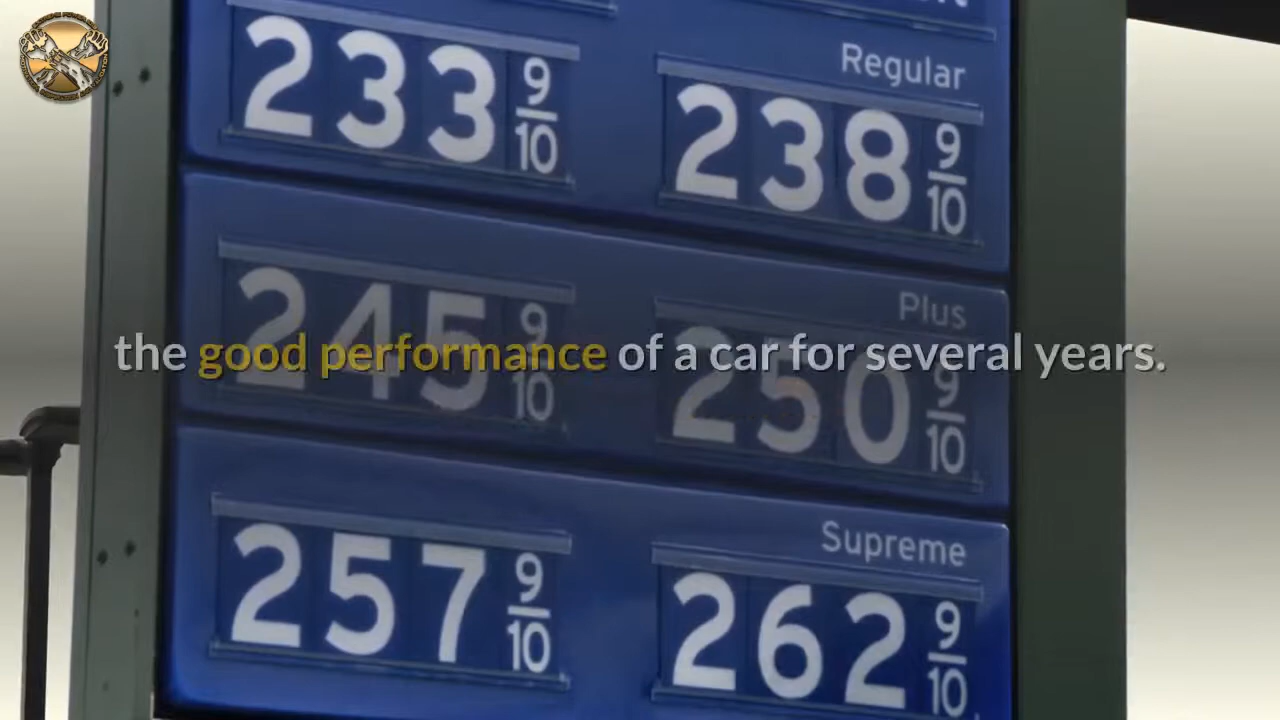 Regular
233 9/10 238 9/10
Plus
245 9/10 250 9/10
the good performance of a car for several years.
Supreme
257 9/10 262 9/10